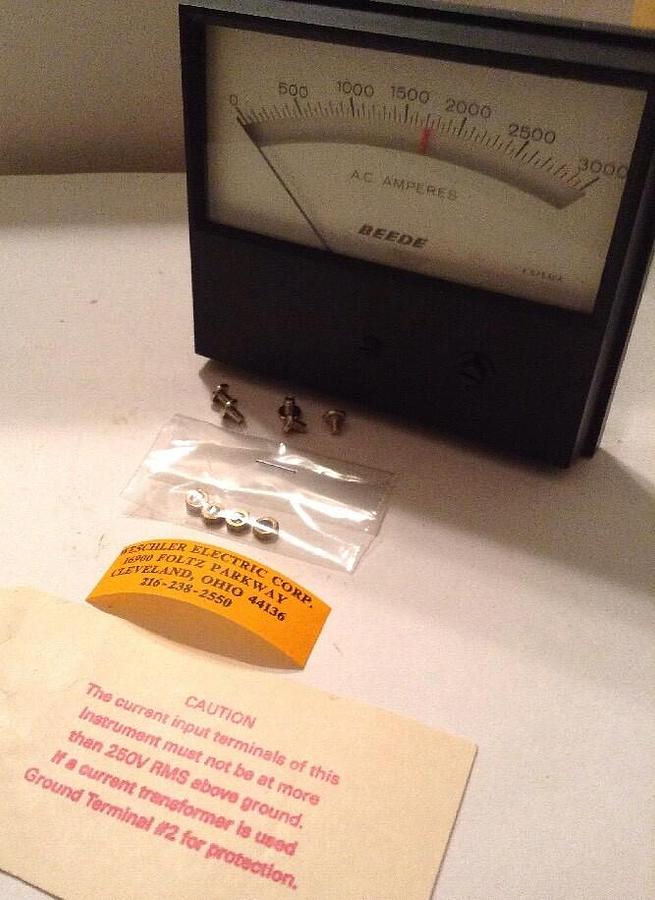 0 500 1000 1500 2000 2500 3000
A.C. AMPERES
BEEDE
WESCHLER ELECTRIC CORP.
16900 FOLTZ PARKWAY
CLEVELAND, OHIO 44136
216-238-2550
CAUTION
The current input terminals of this
Instrument must not be at more
than 250V RMS above ground.
If a current transformer is used
Ground Terminal #2 for protection.